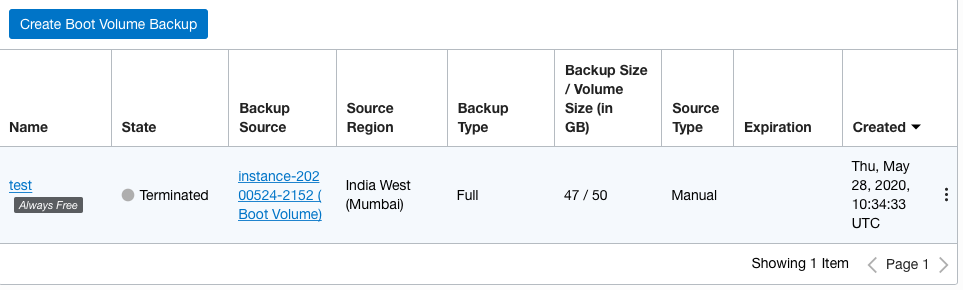 Create Boot Volume Backup
Name
State
Backup
Source
Source
Region
Backup
Type
Backup Size
/ Volume
Size (in
GB)
Source
Type
Expiration
Created
test
Always Free
Terminated
instance-202
00524-2152 (
Boot Volume)
India West
(Mumbai)
Full
47 / 50
Manual
Thu, May
28, 2020,
10:34:33
UTC
Showing 1 Item
Page 1